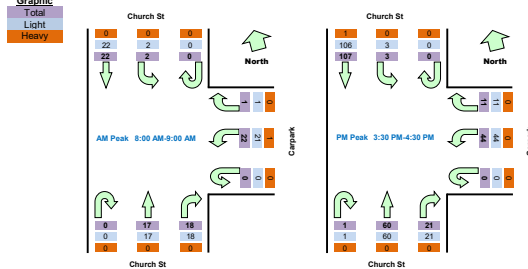 Graphic
Total
Light
Heavy
Church St
0 0 0
22 2 0
22 2 0
North
1 1 0
AM Peak 8:00 AM-9:00 AM
22 21 1
Carpark
0 0 0
0 17 18
0 17 18
0 0 0
Church St
Church St
1 0 0
106 3 0
107 3 0
North
11 11 0
PM Peak 3:30 PM-4:30 PM
44 44 0
0 0 0
1 60 21
1 60 21
0 0 0
Church St